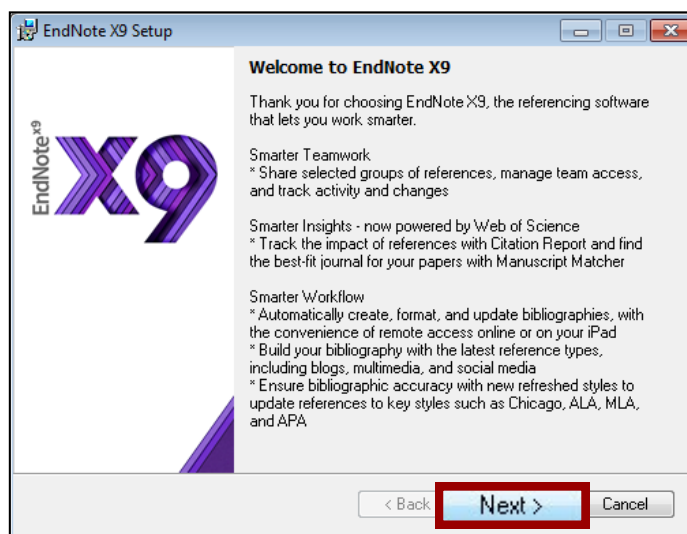 EndNote X9 Setup
Welcome to EndNote X9
Thank you for choosing EndNote X9, the referencing software
that lets you work smarter.
Smarter Teamwork
* Share selected groups of references, manage team access,
and track activity and changes
Smarter Insights - now powered by Web of Science
* Track the impact of references with Citation Report and find
the best-fit journal for your papers with Manuscript Matcher
Smarter Workflow
* Automatically create, format, and update bibliographies, with
the convenience of remote access online or on your iPad
* Build your bibliography with the latest reference types,
including blogs, multimedia, and social media
* Ensure bibliographic accuracy with new refreshed styles to
update references to key styles such as Chicago, ALA, MLA,
and APA
EndNote x9
X9
< Back
Next >
Cancel